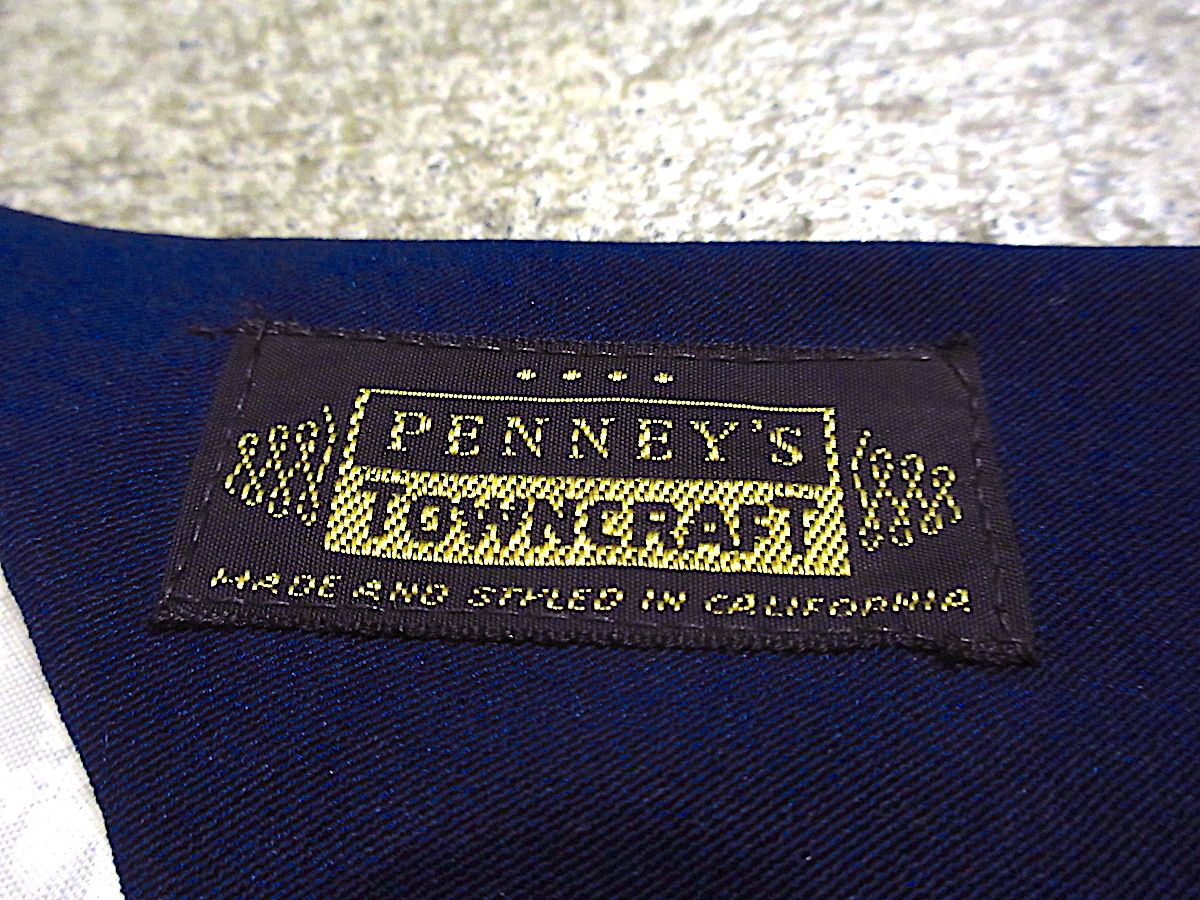 PENNEY'S
TOWNCRAFT
MADE AND STYLED IN CALIFORNIA